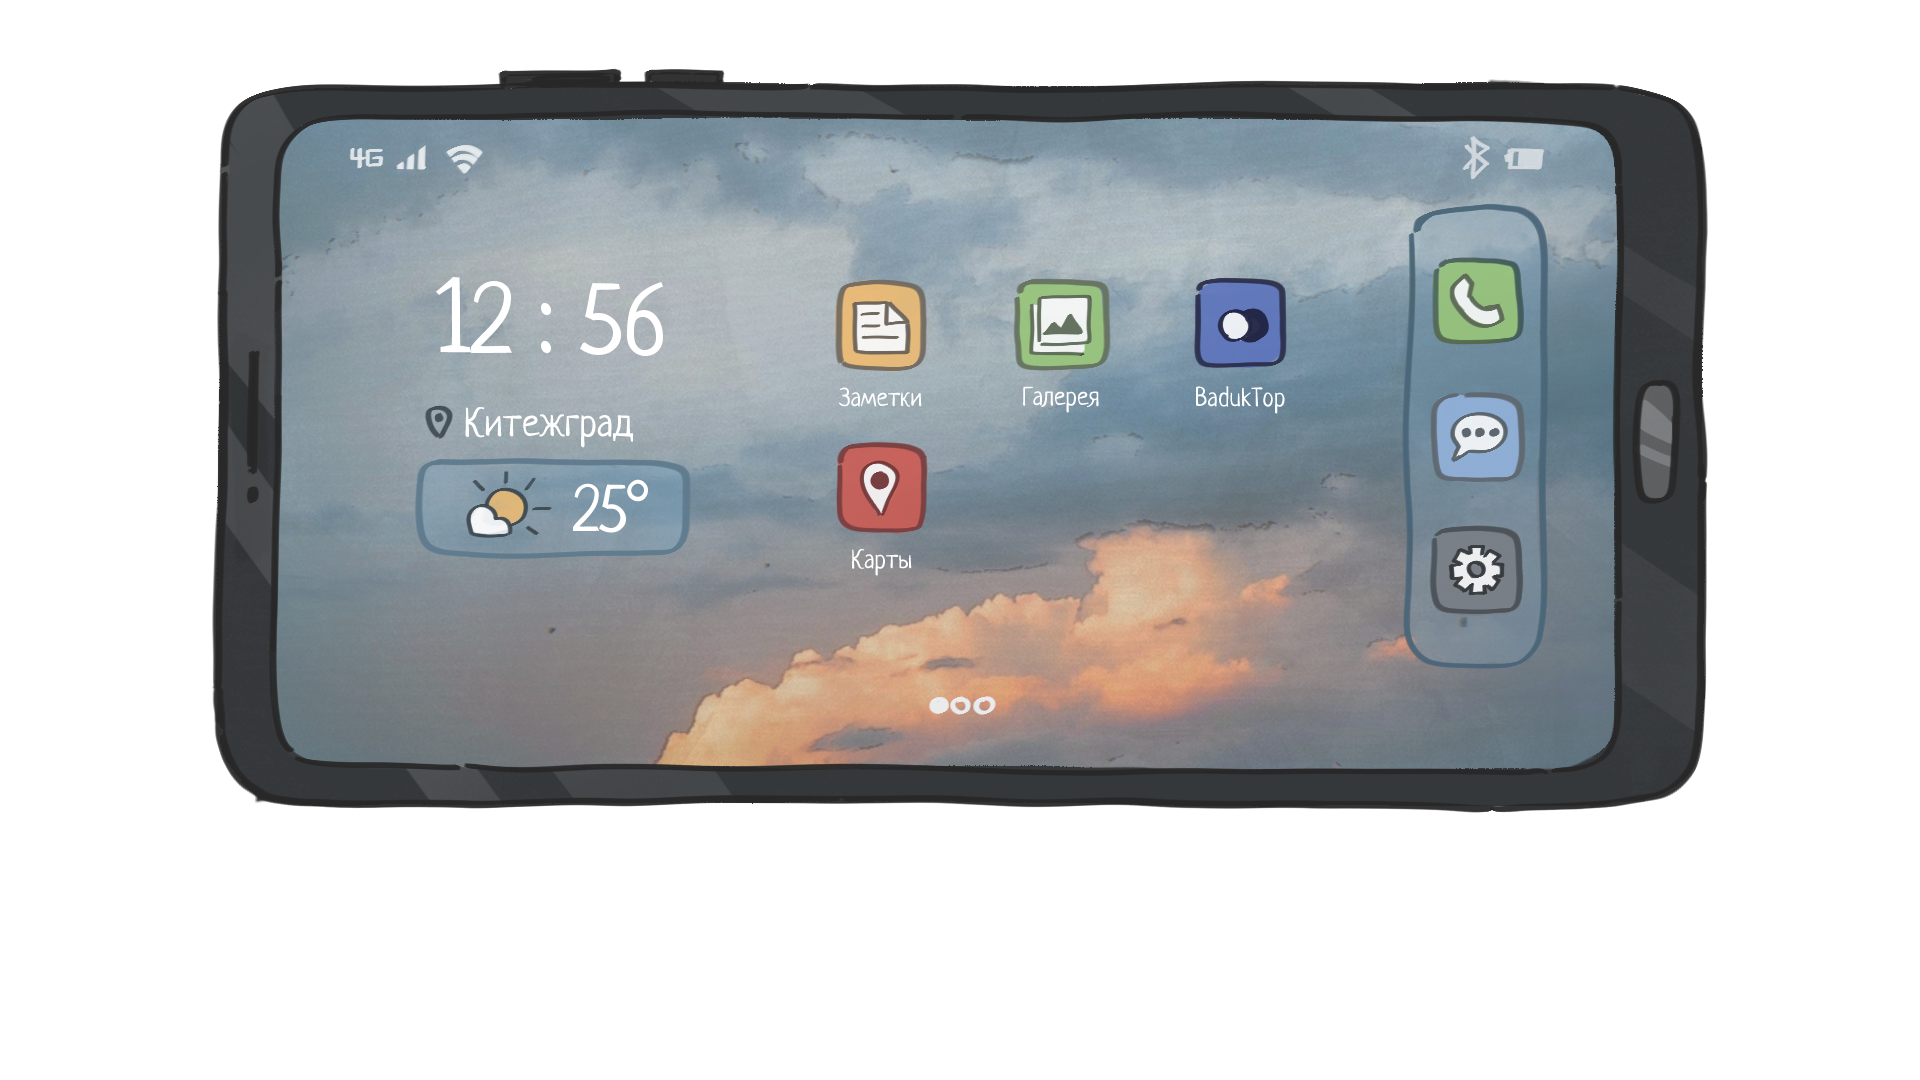 4G
12 : 56
Китежград
25°
Заметки
Галерея
BadukTop
Карты